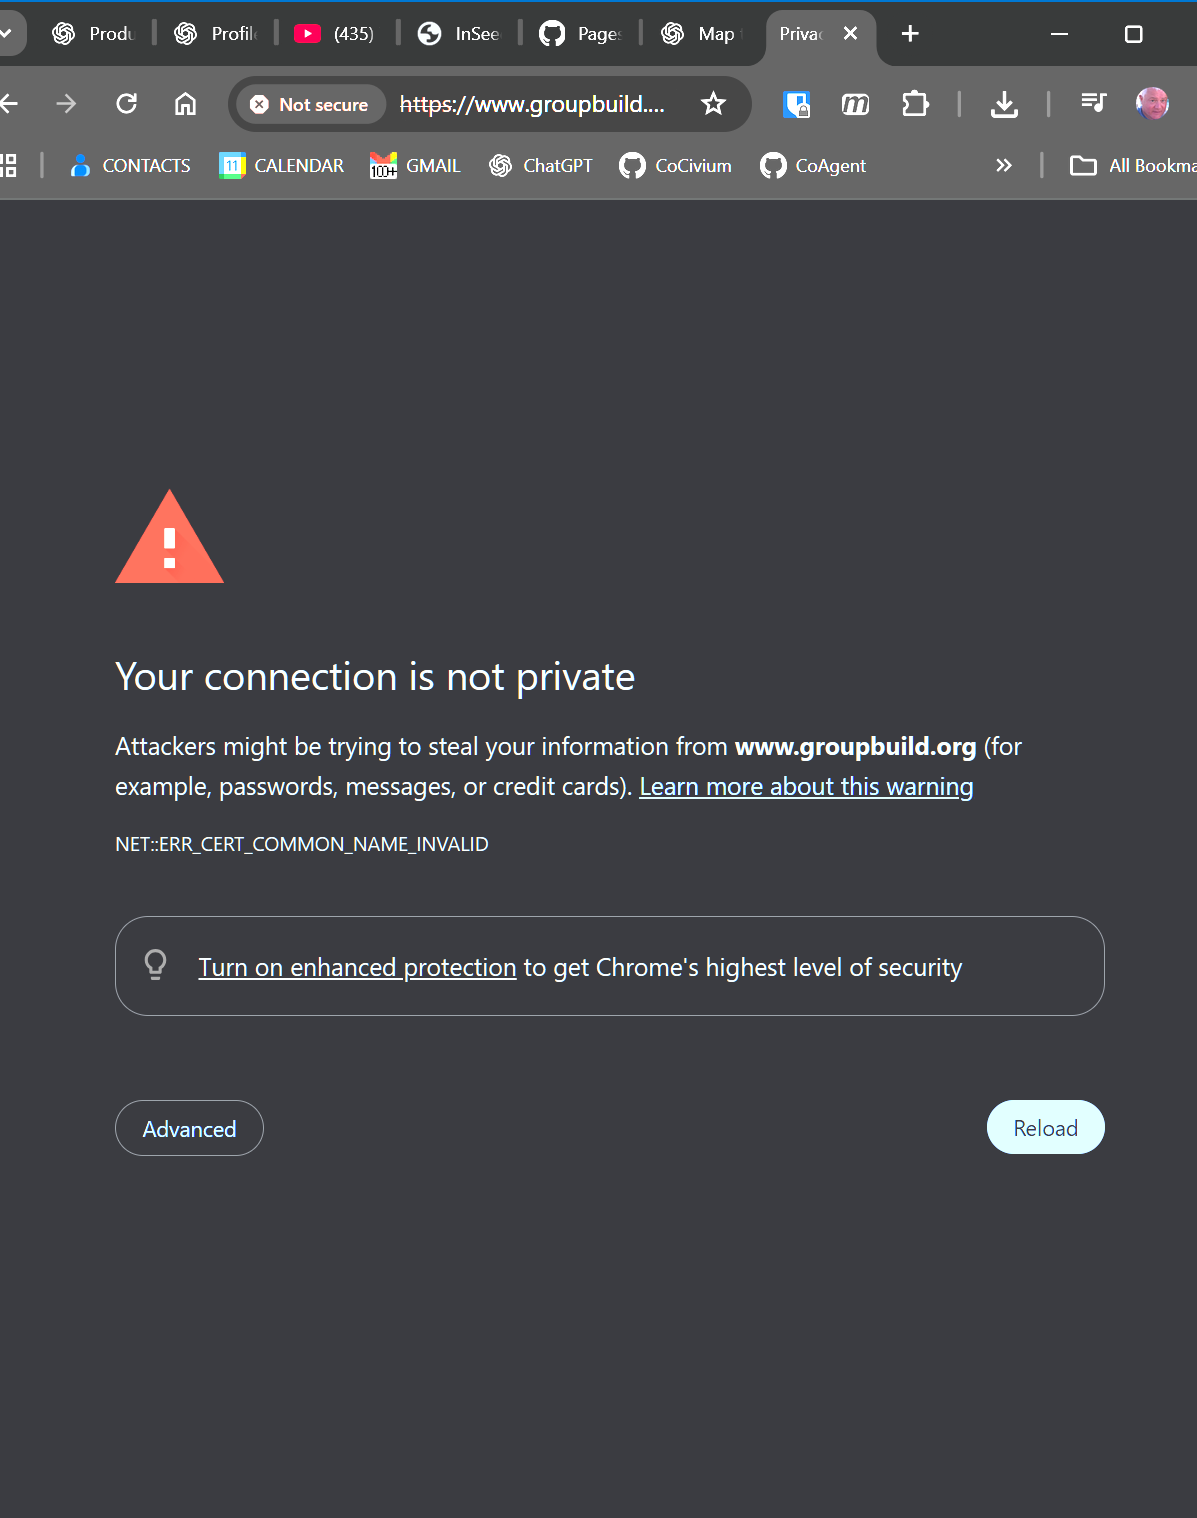 Produ
Profile
(435)
InSee
Pages
Map
Privac
Not secure
https://www.groupbuild....
CONTACTS
11
CALENDAR
100+
GMAIL
ChatGPT
CoCivium
CoAgent
All Bookma
Your connection is not private
Attackers might be trying to steal your information from www.groupbuild.org (for
example, passwords, messages, or credit cards). Learn more about this warning
NET::ERR_CERT_COMMON_NAME_INVALID
Turn on enhanced protection to get Chrome's highest level of security
Advanced
Reload